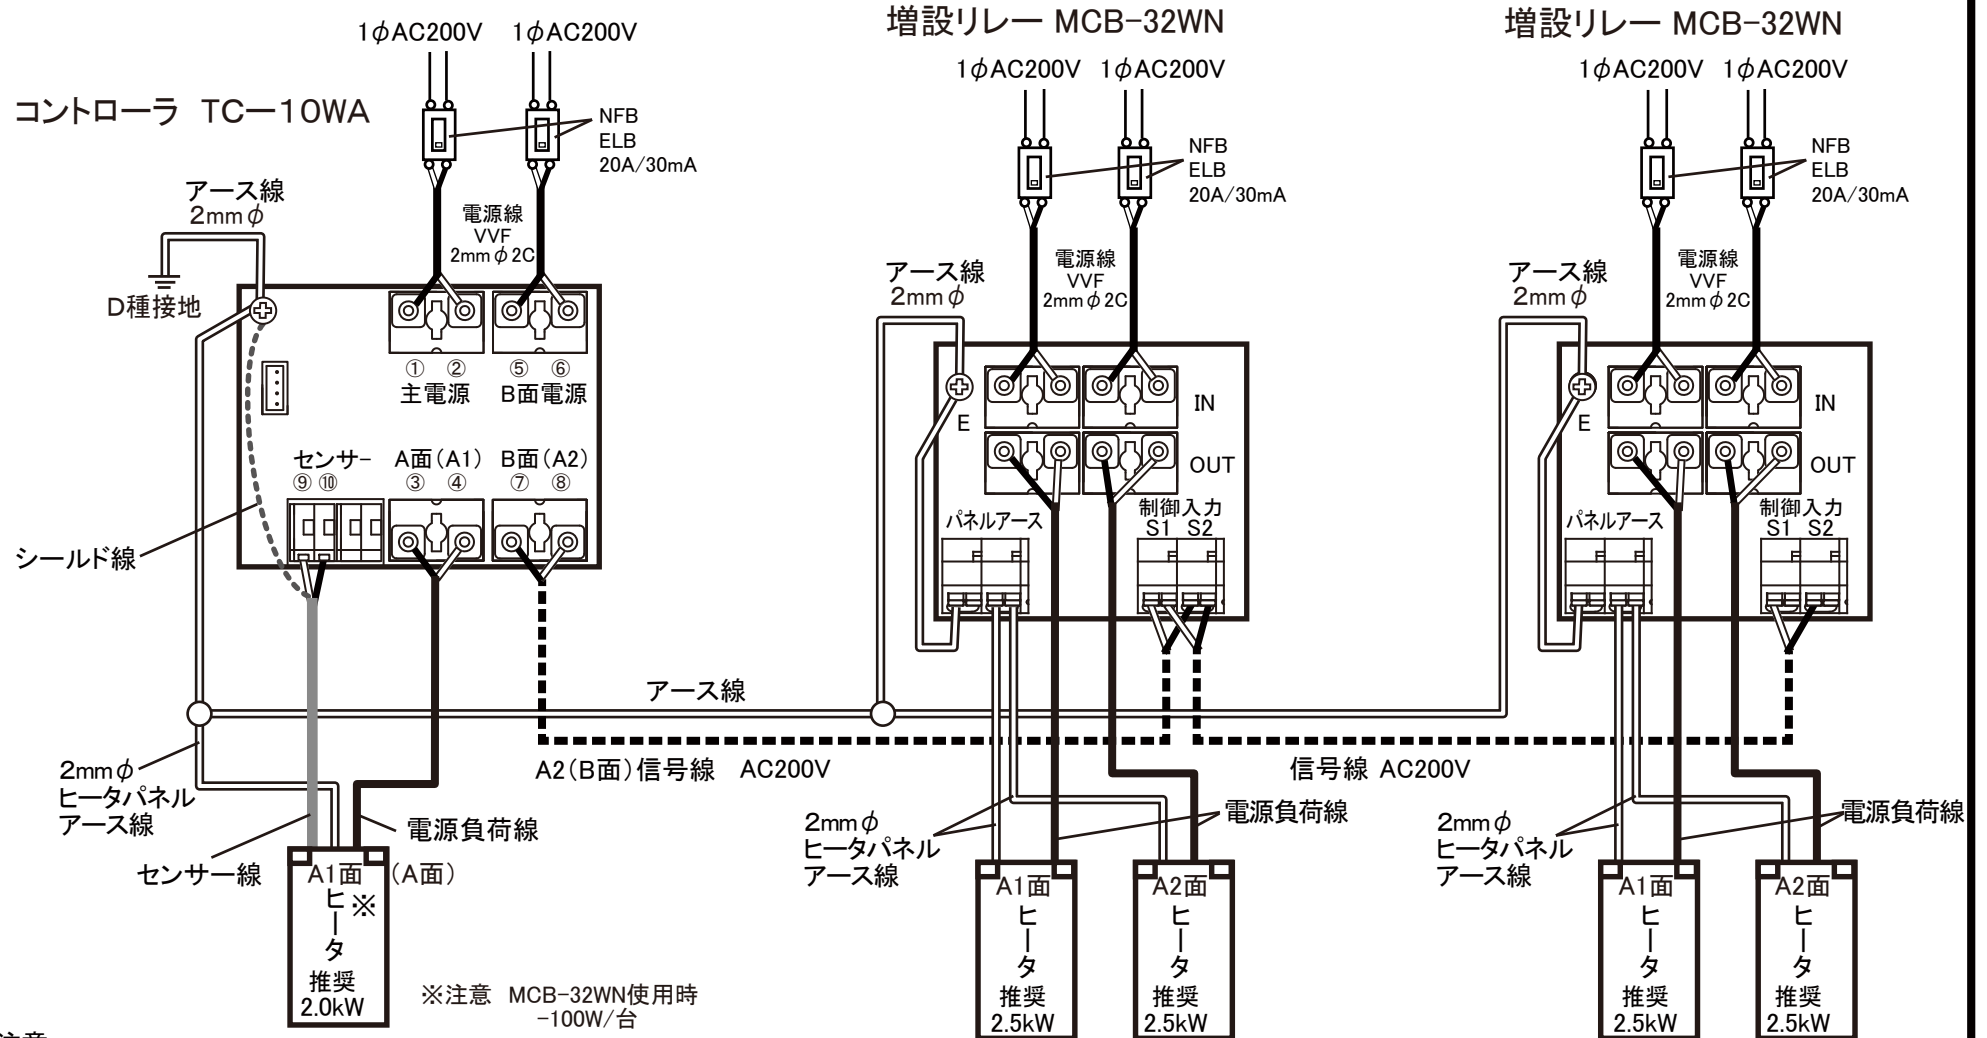 1φAC200V 1φAC200V
増設リレー MCB-32WN
増設リレー MCB-32WN
1φAC200V 1φAC200V
1φAC200V 1φAC200V
コントローラ TCー10WA
NFB
ELB
20A/30mA
NFB
ELB
20A/30mA
NFB
ELB
20A/30mA
アース線
2mmφ
電源線
VVF
2mmφ2C
D種接地
アース線
2mmφ
電源線
VVF
2mmφ2C
アース線
2mmφ
電源線
VVF
2mmφ2C
① ② ⑤ ⑥
主電源 B面電源
センサー A面(A1) B面(A2)
⑨ ⑩ ③ ④ ⑦ ⑧
シールド線
E
IN
OUT
パネルアース
制御入力
S1 S2
E
IN
OUT
パネルアース
制御入力
S1 S2
アース線
A2(B面)信号線 AC200V
信号線 AC200V
2mmφ
ヒータパネル
アース線
センサー線
電源負荷線
2mmφ
ヒータパネル
アース線
電源負荷線
2mmφ
ヒータパネル
アース線
電源負荷線
A1面 (A面)
ヒータ ※
推奨
2.0kW
※注意 MCB-32WN使用時
-100W/台
A1面
ヒータ
推奨
2.5kW
A2面
ヒータ
推奨
2.5kW
A1面
ヒータ
推奨
2.5kW
A2面
ヒータ
推奨
2.5kW